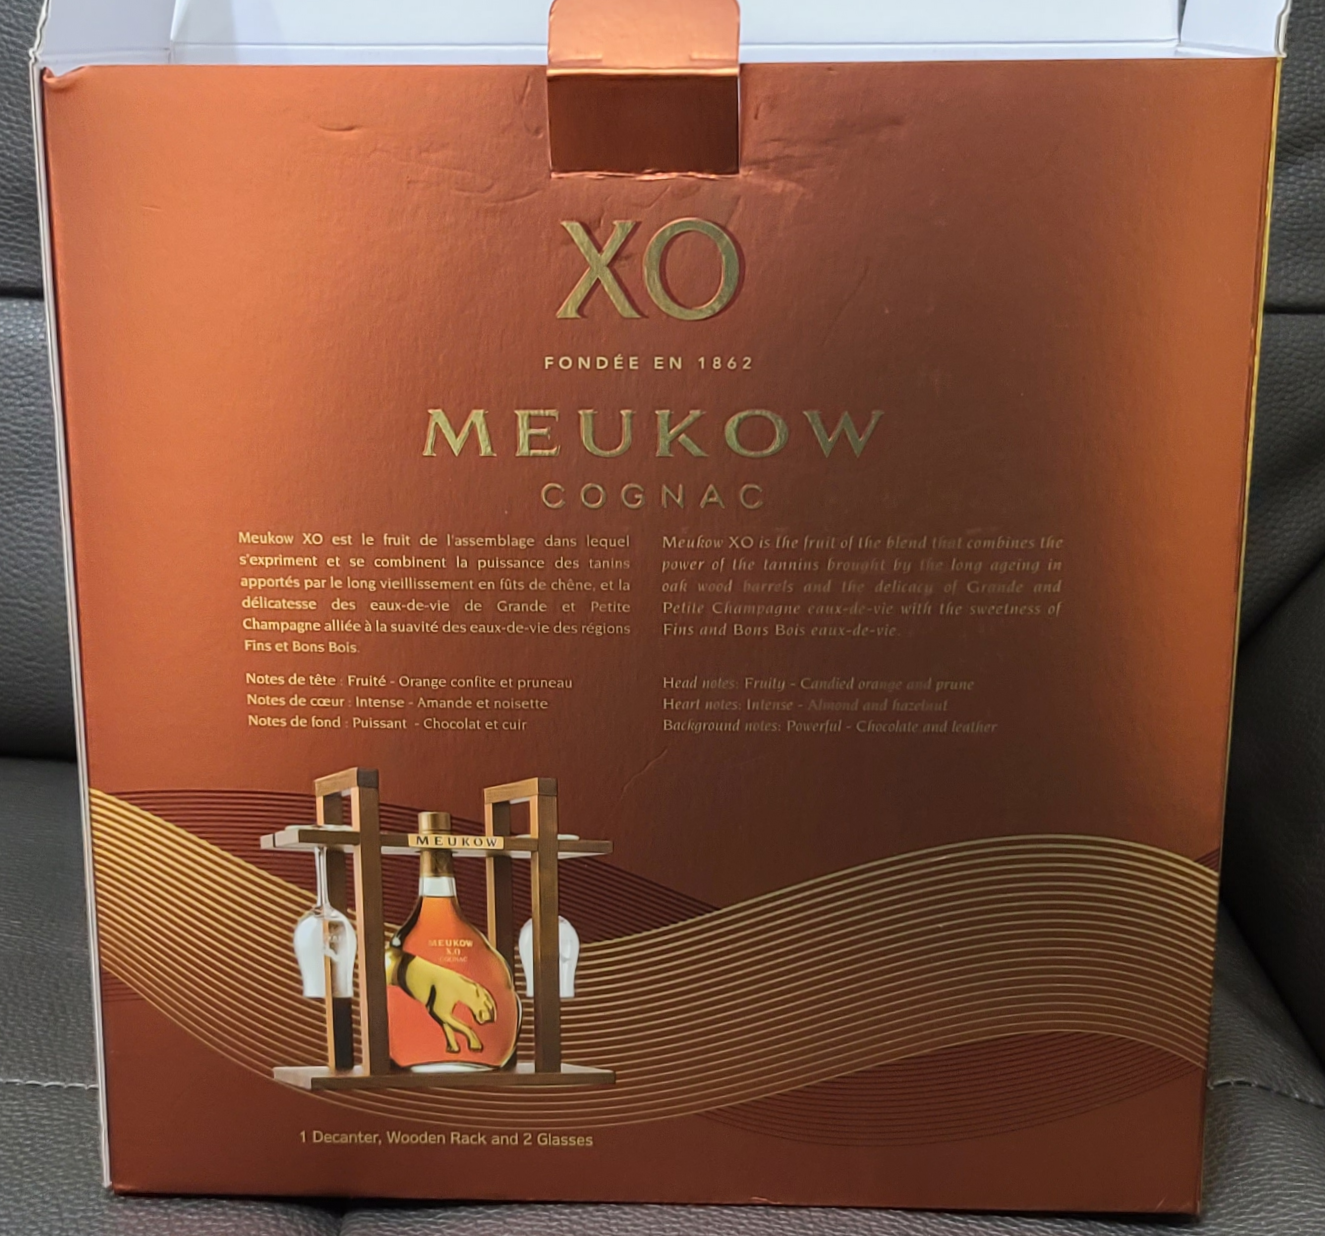 XO
FONDÉE EN 1862
MEUKOW
COGNAC
Meukow XO est le fruit de l'assemblage dans lequel
s'expriment et se combinent la puissance des tanins
apportés par le long vieillissement en fûts de chêne, et la
délicatesse des eaux-de-vie de Grande et Petite
Champagne alliée à la suavité des eaux-de-vie des régions
Fins et Bons Bois.
Notes de tête : Fruité - Orange confite et pruneau
Notes de cœur : Intense - Amande et noisette
Notes de fond : Puissant - Chocolat et cuir
Meukow XO is the fruit of the blend that combines the
power of the tannins brought by the long ageing in
oak wood barrels and the delicacy of Grande and
Petite Champagne eaux-de-vie with the sweetness of
Fins and Bons Bois eaux-de-vie.
Head notes: Fruity - Candied orange and prune
Heart notes: Intense - Almond and hazelnut
Background notes: Powerful - Chocolate and leather
MEUKOW
MEUKOW
XO
COGNAC
1 Decanter, Wooden Rack and 2 Glasses